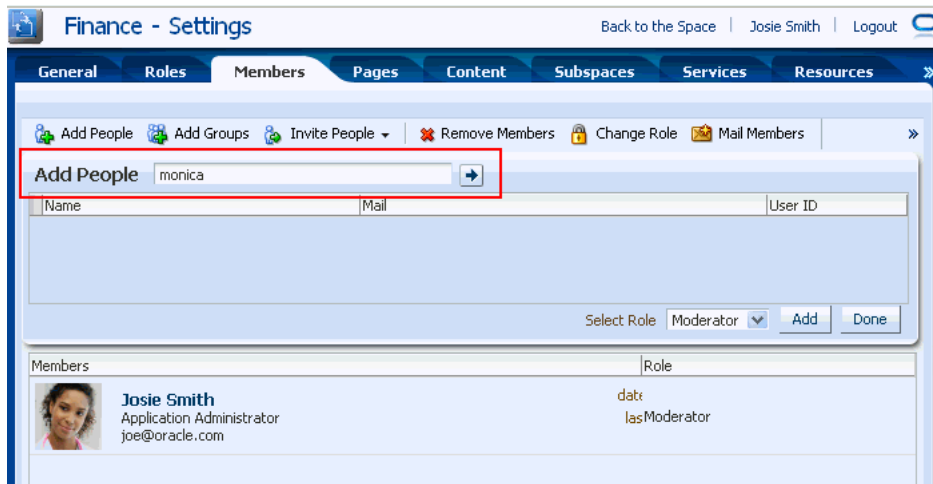 Finance - Settings
Back to the Space | Josie Smith | Logout
General Roles Members Pages Content Subspaces Services Resources »
Add People Add Groups Invite People Remove Members Change Role Mail Members »
Add People monica
Name Mail User ID
Select Role Moderator Add Done
Members Role
Josie Smith date
Application Administrator las Moderator
joe@oracle.com